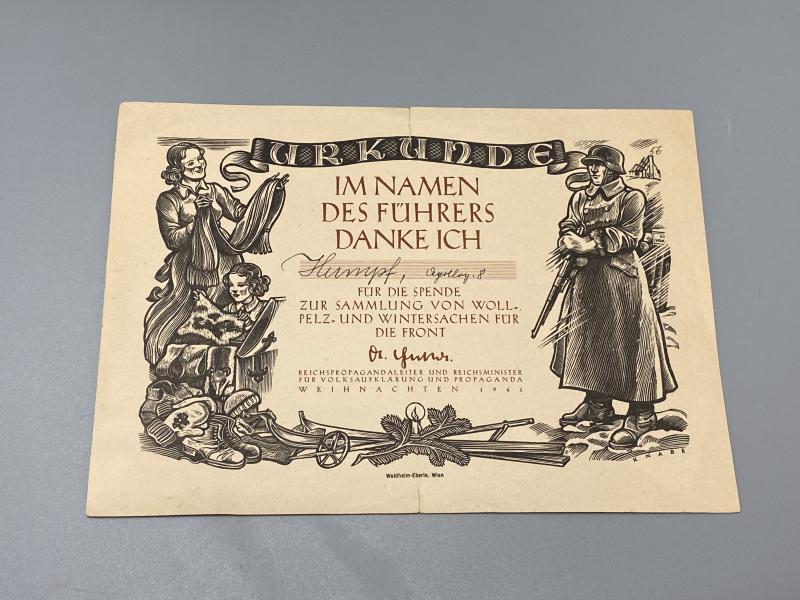 URKUNDE
56
IM NAMEN
DES FÜHRERS
DANKE ICH
FÜR DIE SPENDE
ZUR SAMMLUNG VON WOLL-,
PELZ- UND WINTERSACHEN FÜR
DIE FRONT
REICHSPROPAGANDALEITER UND REICHSMINISTER
FÜR VOLKSAUFKLÄRUNG UND PROPAGANDA
WEIHNACHTEN 1941
KNABE
Waldheim-Eberle, Wien